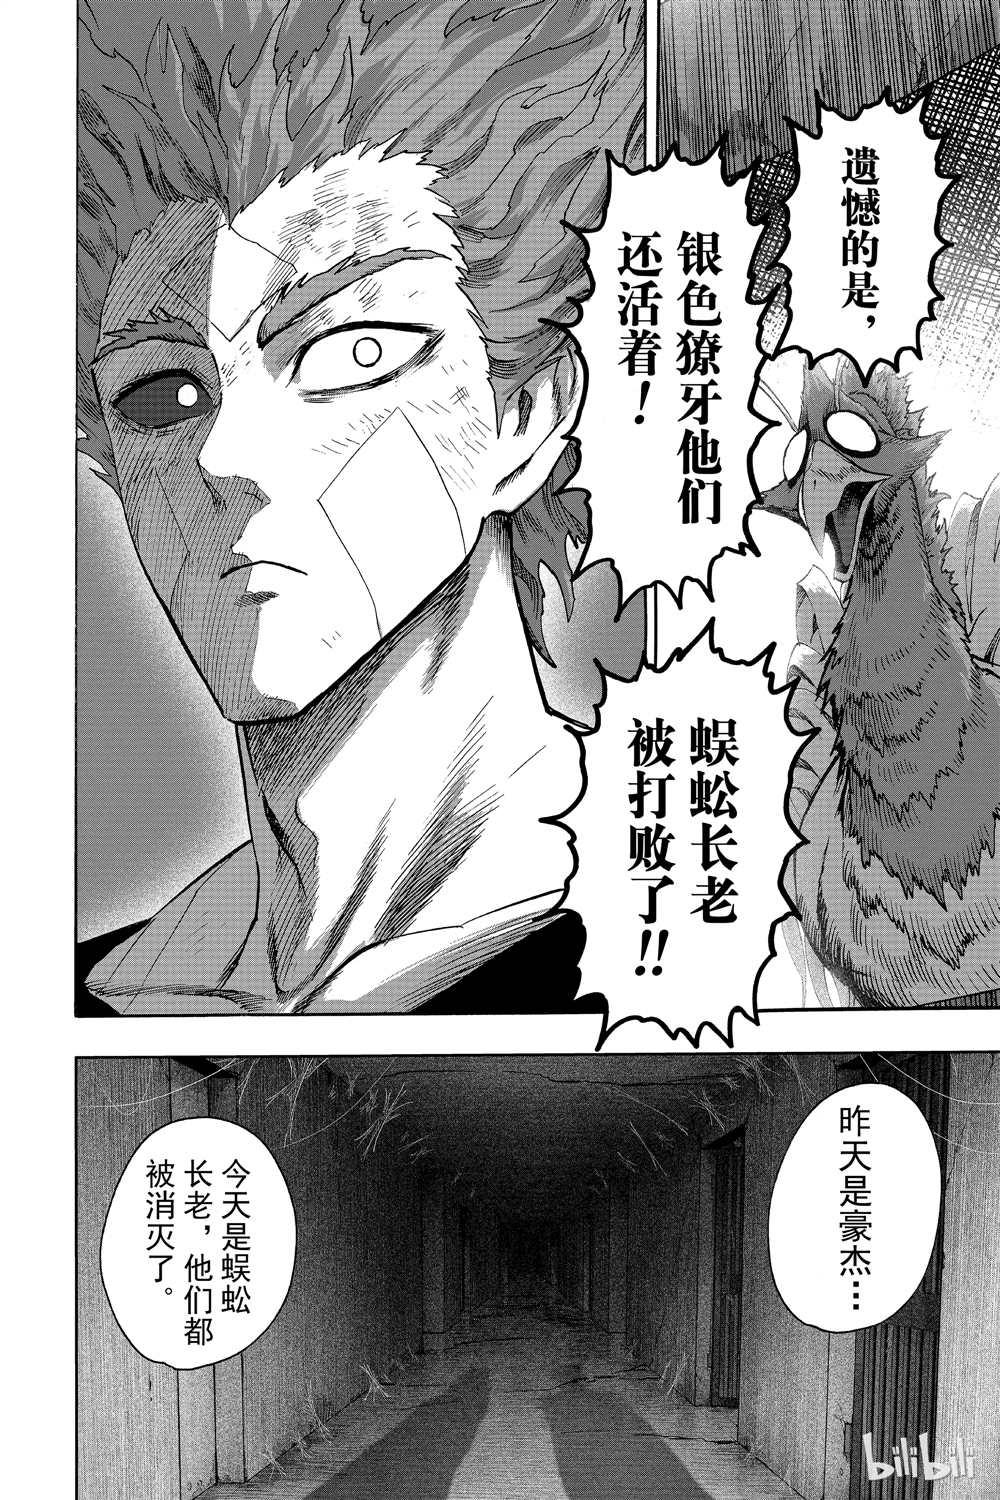 遗憾的是，
银色獠牙他们
还活着！
蜈蚣长老
被打败了!!
昨天是豪杰…
今天是蜈蚣
长老，他们都
被消灭了。
bilibili